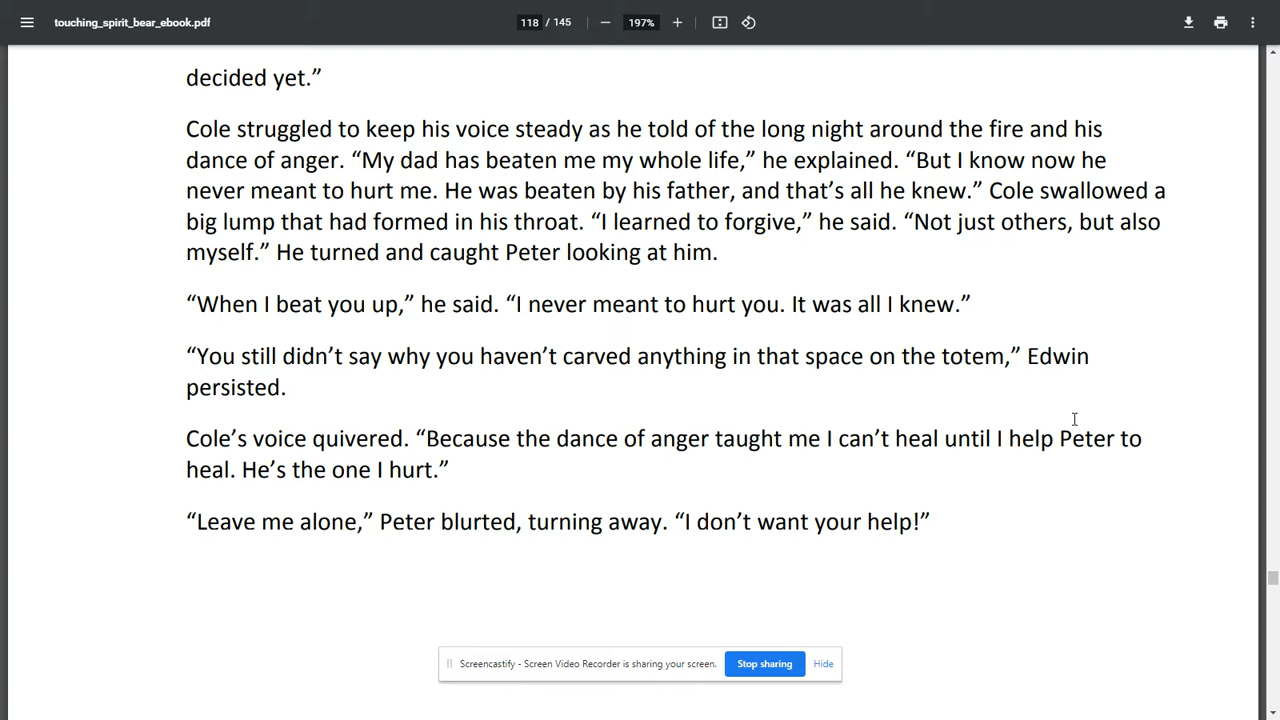 touching_spirit_bear_ebook.pdf
118 / 145
197%
decided yet.”
Cole struggled to keep his voice steady as he told of the long night around the fire and his
dance of anger. “My dad has beaten me my whole life,” he explained. “But I know now he
never meant to hurt me. He was beaten by his father, and that’s all he knew.” Cole swallowed a
big lump that had formed in his throat. “I learned to forgive,” he said. “Not just others, but also
myself.” He turned and caught Peter looking at him.
“When I beat you up,” he said. “I never meant to hurt you. It was all I knew.”
“You still didn’t say why you haven’t carved anything in that space on the totem,” Edwin
persisted.
Cole’s voice quivered. “Because the dance of anger taught me I can’t heal until I help Peter to
heal. He’s the one I hurt.”
“Leave me alone,” Peter blurted, turning away. “I don’t want your help!”
Screencastify - Screen Video Recorder is sharing your screen.
Stop sharing
Hide